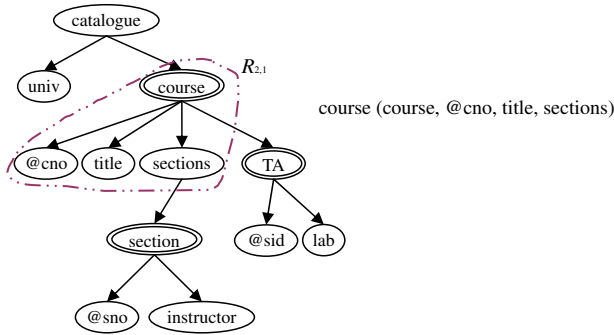 catalogue
univ
course
R2,1
course (course, @cno, title, sections)
@cno
title
sections
TA
section
@sid
lab
@sno
instructor